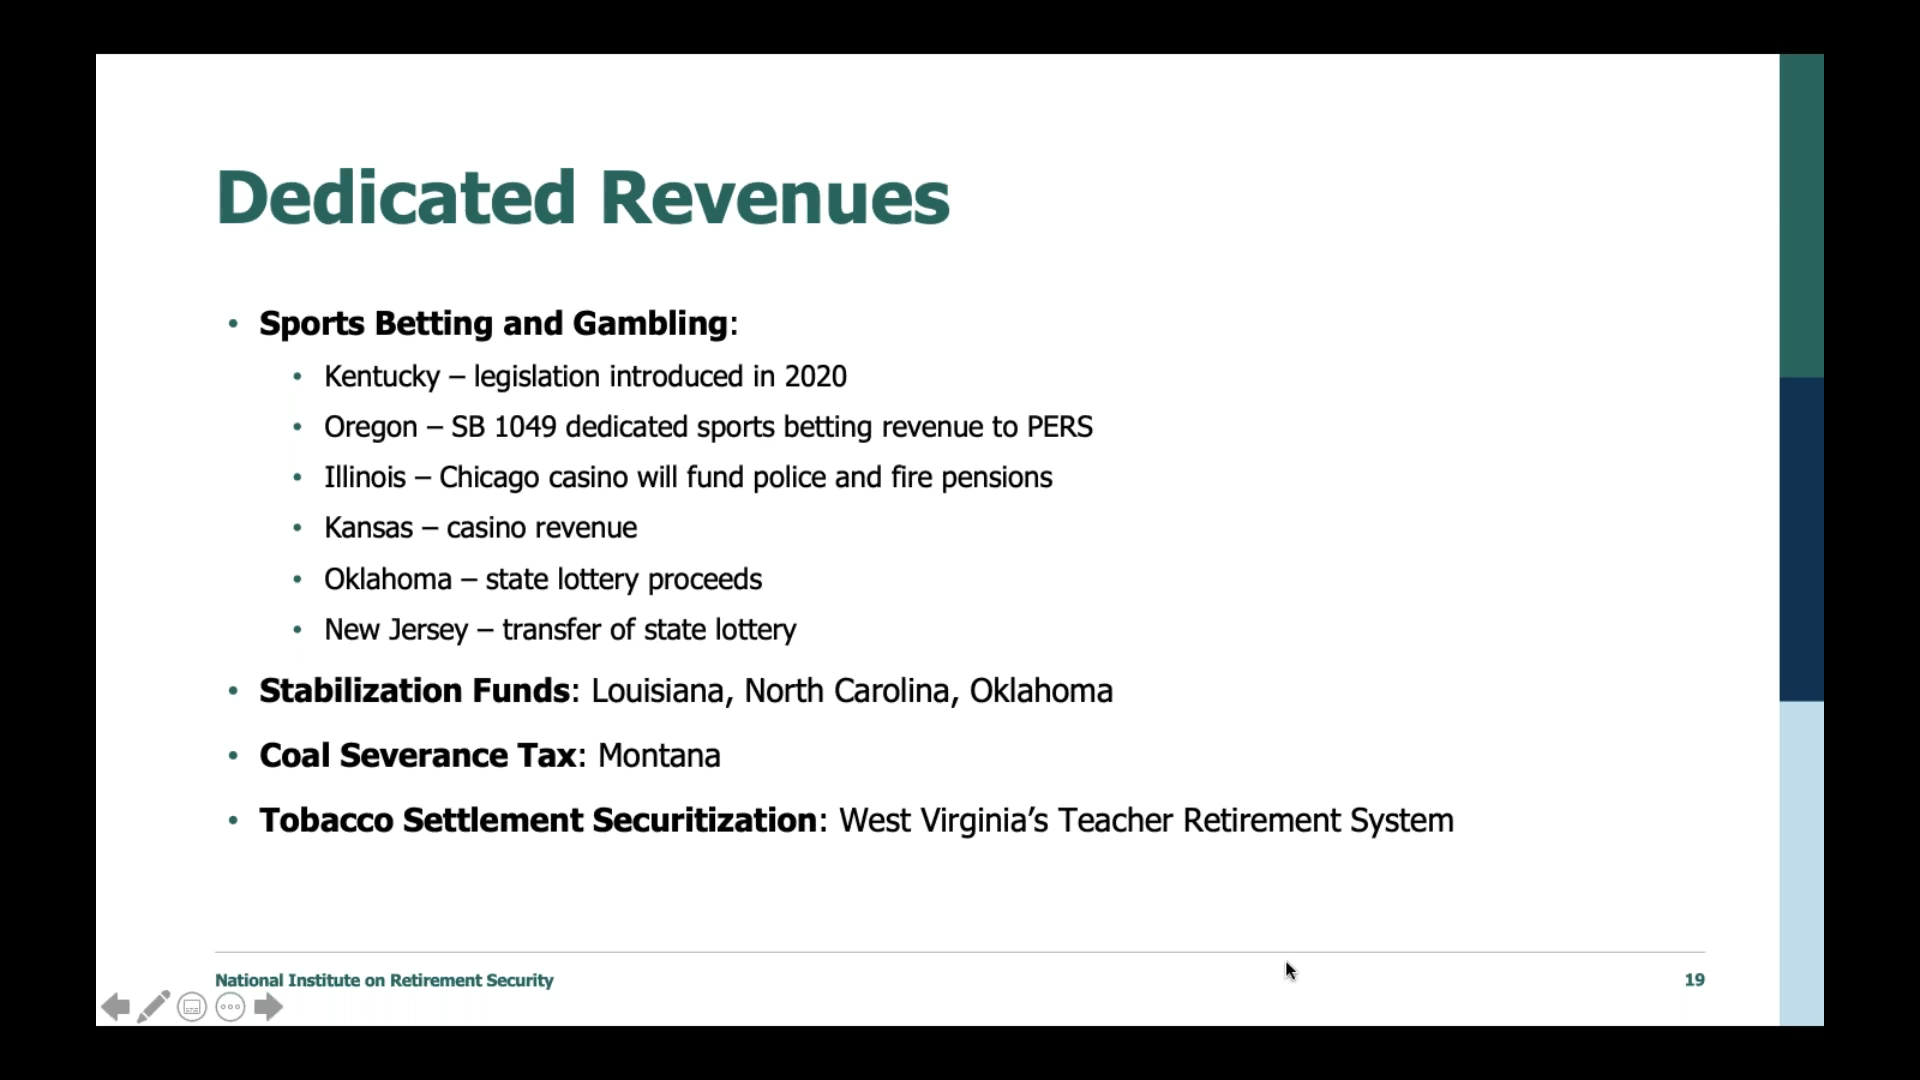 Dedicated Revenues
• Sports Betting and Gambling:
• Kentucky – legislation introduced in 2020
• Oregon – SB 1049 dedicated sports betting revenue to PERS
• Illinois – Chicago casino will fund police and fire pensions
• Kansas – casino revenue
• Oklahoma – state lottery proceeds
• New Jersey – transfer of state lottery
• Stabilization Funds: Louisiana, North Carolina, Oklahoma
• Coal Severance Tax: Montana
• Tobacco Settlement Securitization: West Virginia’s Teacher Retirement System
National Institute on Retirement Security
19